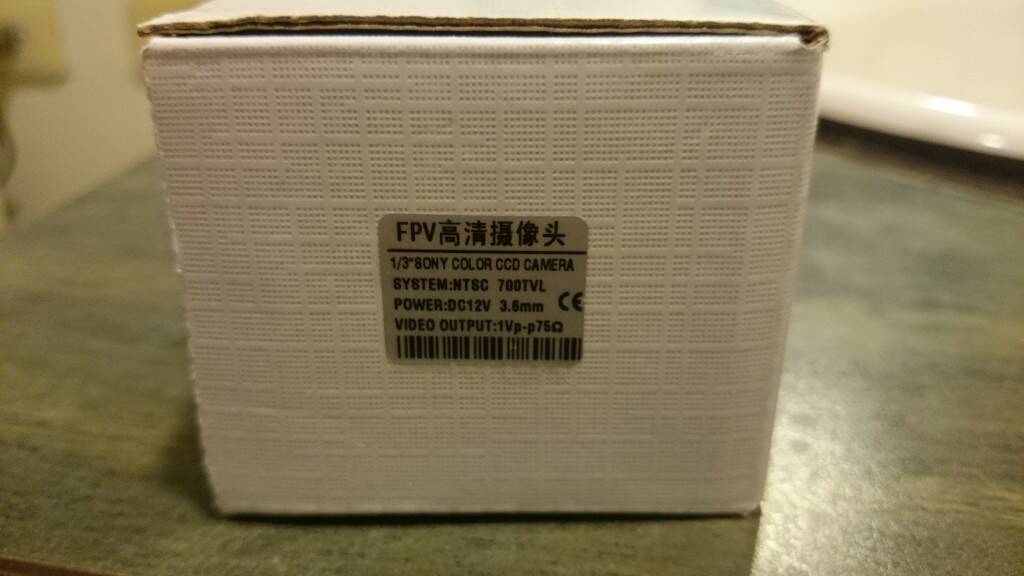 FPV高清摄像头
1/3"SONY COLOR CCD CAMERA
SYSTEM:NTSC 700TVL
POWER:DC12V 3.6mm CE
VIDEO OUTPUT:1Vp-p75Ω